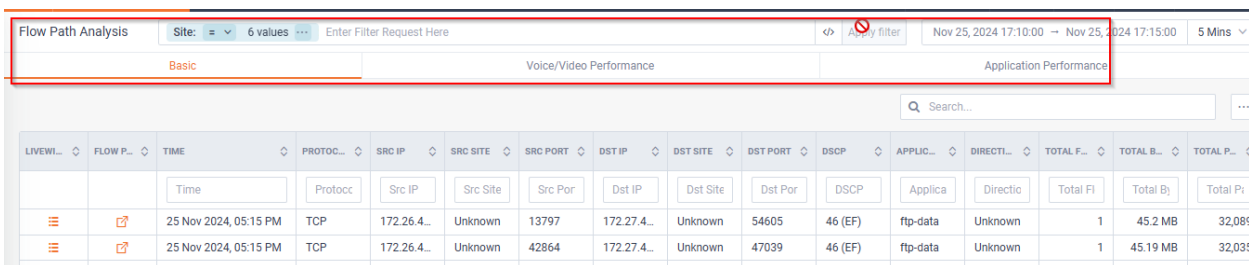 Flow Path Analysis Site: = 6 values ... Enter Filter Request Here </> Apply filter Nov 25, 2024 17:10:00 → Nov 25, 2024 17:15:00 5 Mins
Basic Voice/Video Performance Application Performance
Search... ...
LIVEWI... FLOW P... TIME PROTOC... SRC IP SRC SITE SRC PORT DST IP DST SITE DST PORT DSCP APPLIC... DIRECTI... TOTAL F... TOTAL B... TOTAL P...
Time Protocc Src IP Src Site Src Por Dst IP Dst Site Dst Por DSCP Applica Directio Total Fl Total By Total Pa
25 Nov 2024, 05:15 PM TCP 172.26.4... Unknown 13797 172.27.4... Unknown 54605 46 (EF) ftp-data Unknown 1 45.2 MB 32,089
25 Nov 2024, 05:15 PM TCP 172.26.4... Unknown 42864 172.27.4... Unknown 47039 46 (EF) ftp-data Unknown 1 45.19 MB 32,035